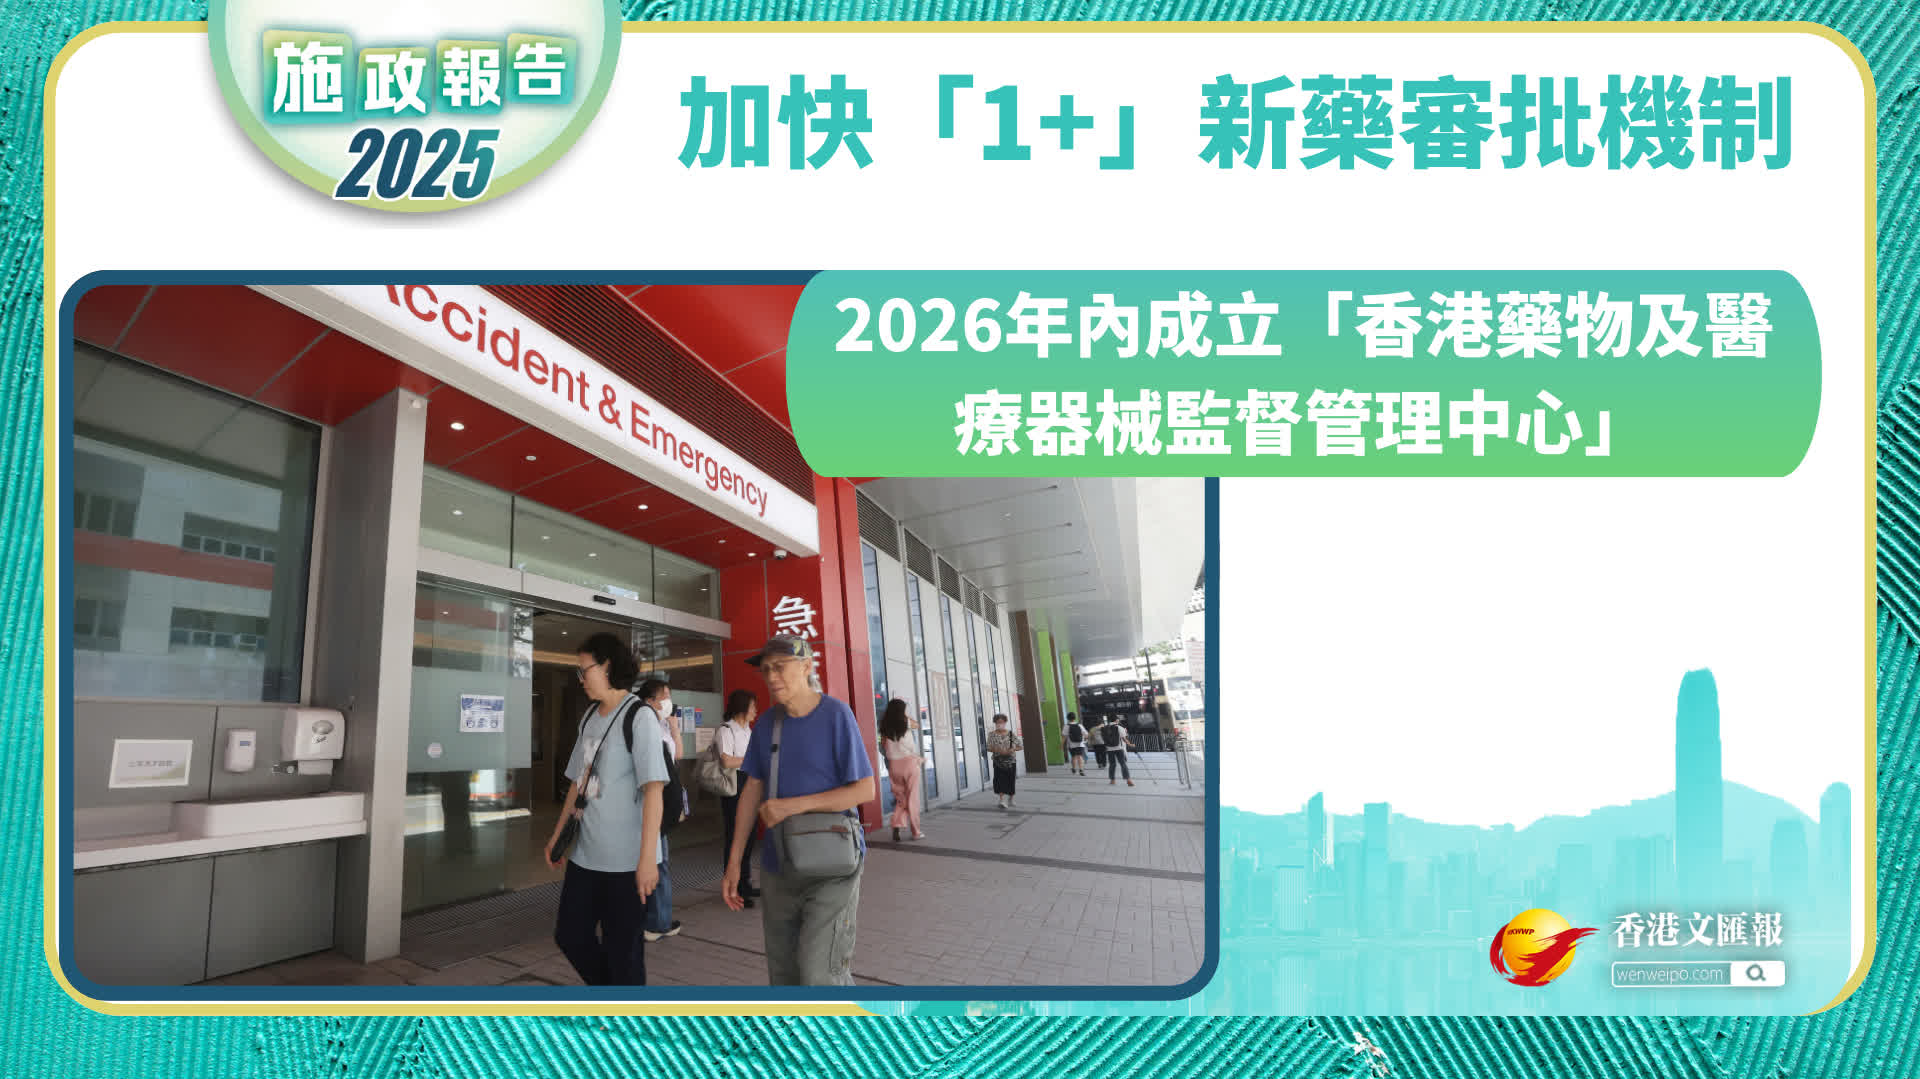 施政報告
2025
加快「1+」新藥審批機制
2026年內成立「香港藥物及醫
療器械監督管理中心」
Accident & Emergency
急
HKWWP
香港文匯報
wenweipo.com